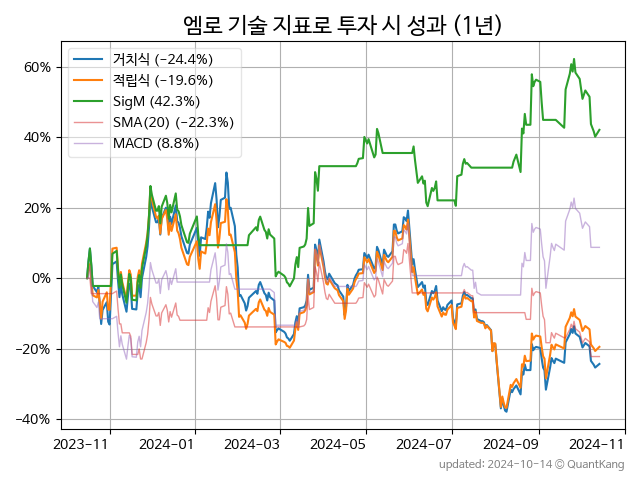 엠로 기술 지표로 투자 시 성과 (1년)
거치식 (−24.4%)
적립식 (−19.6%)
SigM (42.3%)
SMA(20) (−22.3%)
MACD (8.8%)
60%
40%
20%
0%
−20%
−40%
2023−11 2024−01 2024−03 2024−05 2024−07 2024−09 2024−11
updated: 2024-10-14 © QuantKang